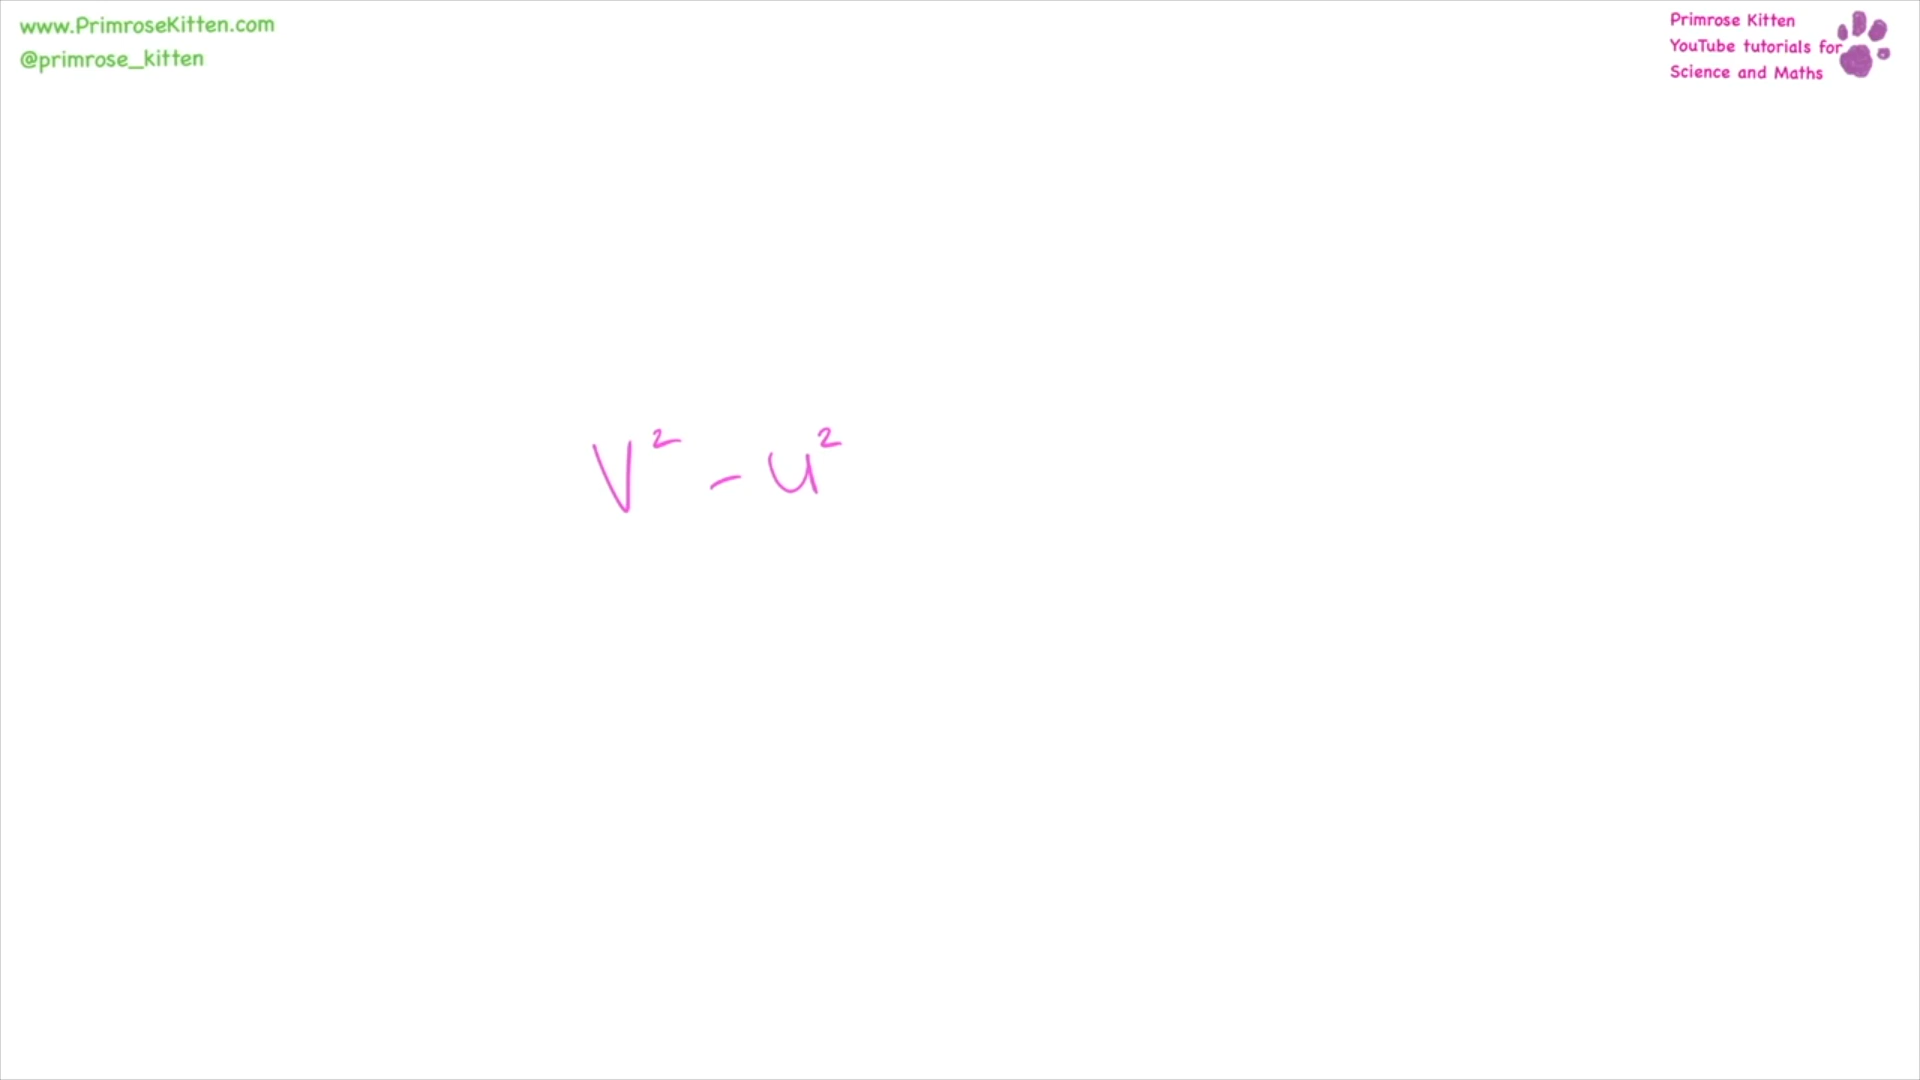 www.PrimroseKitten.com
@primrose_kitten
Primrose Kitten
YouTube tutorials for
Science and Maths
V² - u²